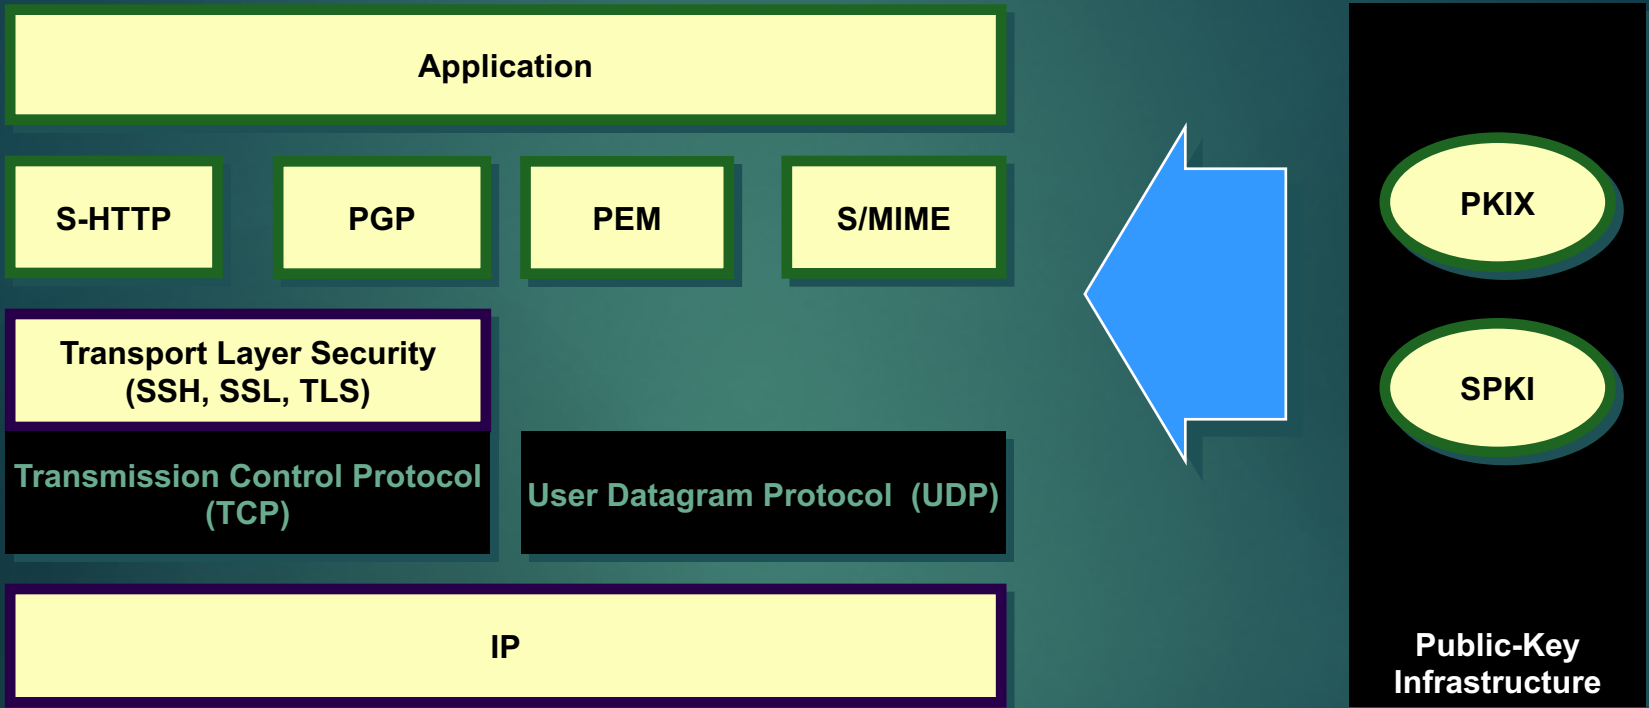 Application
S-HTTP
PGP
PEM
S/MIME
Transport Layer Security
(SSH, SSL, TLS)
Transmission Control Protocol
(TCP)
User Datagram Protocol  (UDP)
IP
PKIX
SPKI
Public-Key
Infrastructure